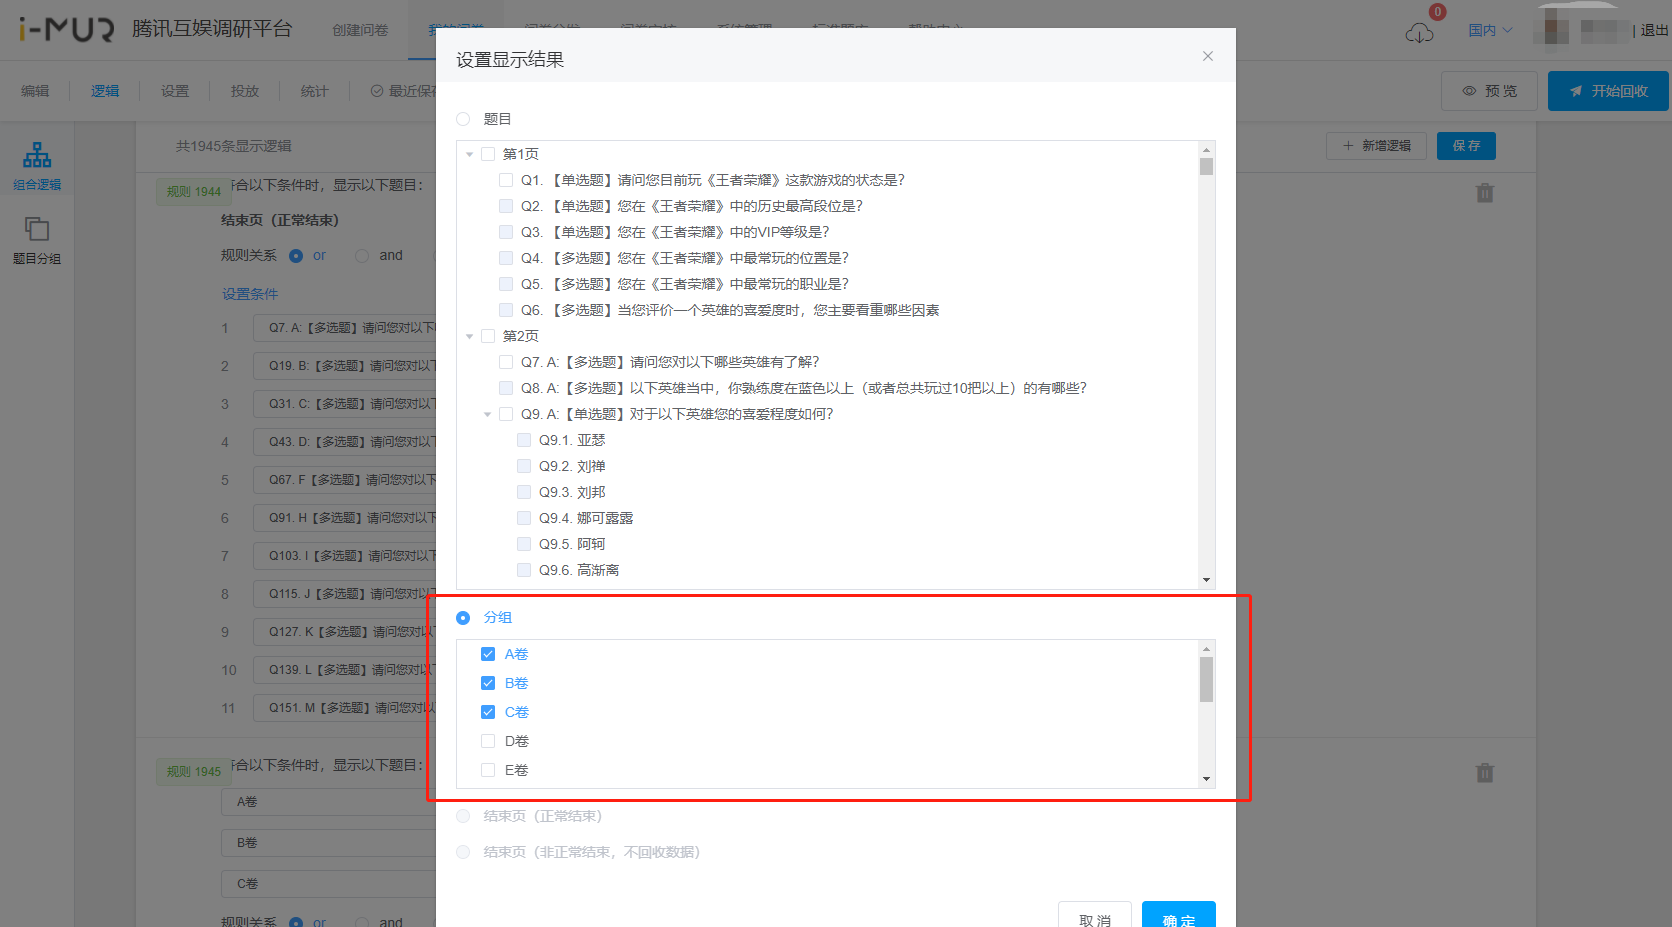 i-MUR 腾讯互娱调研平台 创建问卷 我的问卷 0 国内 退出
编辑 逻辑 设置 投放 统计 最近保存 预 览 开始回收
组合逻辑
题目分组
共1945条显示逻辑 新增逻辑 保 存
规则 1944 符合以下条件时，显示以下题目：
结束页（正常结束）
规则关系 or and
设置条件
1 Q7. A:【多选题】请问您对以下
2 Q19. B:【多选题】请问您对以
3 Q31. C:【多选题】请问您对以
4 Q43. D:【多选题】请问您对以
5 Q67. F【多选题】请问您对以下
6 Q91. H【多选题】请问您对以下
7 Q103. I【多选题】请问您对以下
8 Q115. J【多选题】请问您对以下
9 Q127. K【多选题】请问您对以下
10 Q139. L【多选题】请问您对以下
11 Q151. M【多选题】请问您对以
规则 1945 符合以下条件时，显示以下题目：
A卷
B卷
C卷
规则关系 or and
设置显示结果
题目
第1页
Q1. 【单选题】请问您目前玩《王者荣耀》这款游戏的状态是?
Q2. 【单选题】您在《王者荣耀》中的历史最高段位是?
Q3. 【单选题】您在《王者荣耀》中的VIP等级是?
Q4. 【多选题】您在《王者荣耀》中最常玩的位置是?
Q5. 【多选题】您在《王者荣耀》中最常玩的职业是?
Q6. 【多选题】当您评价一个英雄的喜爱度时，您主要看重哪些因素
第2页
Q7. A:【多选题】请问您对以下哪些英雄有了解?
Q8. A:【多选题】以下英雄当中，你熟练度在蓝色以上（或者总共玩过10把以上）的有哪些?
Q9. A:【单选题】对于以下英雄您的喜爱程度如何?
Q9.1. 亚瑟
Q9.2. 刘禅
Q9.3. 刘邦
Q9.4. 娜可露露
Q9.5. 阿轲
Q9.6. 高渐离
分组
A卷
B卷
C卷
D卷
E卷
结束页（正常结束）
结束页（非正常结束，不回收数据）
取 消 确 定